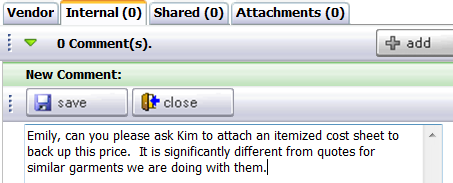 Vendor Internal (0) Shared (0) Attachments (0)
0 Comment(s). add
New Comment:
save close
Emily, can you please ask Kim to attach an itemized cost sheet to
back up this price.  It is significantly different from quotes for
similar garments we are doing with them.